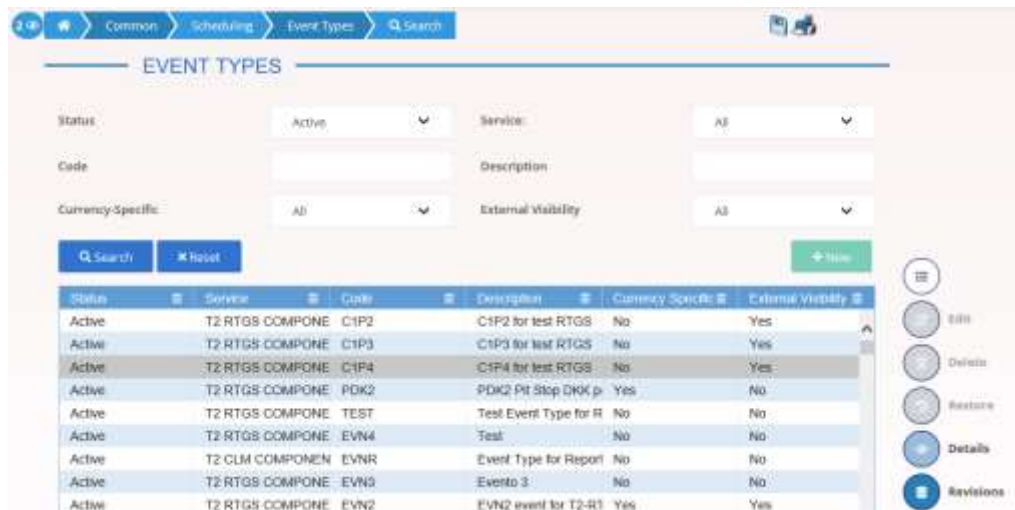 2 Common Scheduling Event Types Search
EVENT TYPES
Status Active Service: All
Code Description
Currency-Specific All External Visibility All
Search Reset New
Status Service Code Description Currency Specific External Visibility
Active T2 RTGS COMPONE C1P2 C1P2 for test RTGS No Yes
Active T2 RTGS COMPONE C1P3 C1P3 for test RTGS No Yes
Active T2 RTGS COMPONE C1P4 C1P4 for test RTGS No Yes
Edit
Active T2 RTGS COMPONE PDK2 PDK2 Pit Stop DKK p Yes No
Delete
Active T2 RTGS COMPONE TEST Test Event Type for R No No
Restore
Active T2 RTGS COMPONE EVN4 Test No No
Active T2 CLM COMPONEN EVNR Event Type for Report No No
Details
Active T2 RTGS COMPONE EVN3 Evento 3 No No
Active T2 RTGS COMPONE EVN2 EVN2 event for T2-RT Yes Yes
Revisions